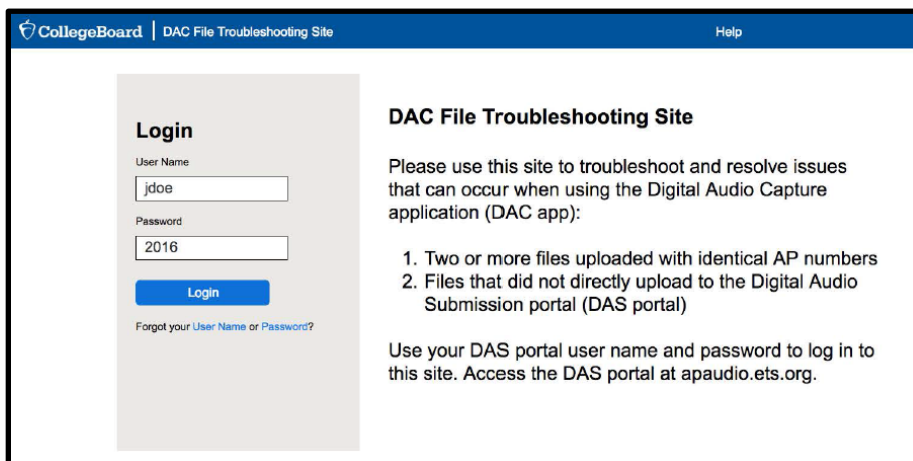 CollegeBoard | DAC File Troubleshooting Site Help
Login
User Name
jdoe
Password
2016
Login
Forgot your User Name or Password?
DAC File Troubleshooting Site
Please use this site to troubleshoot and resolve issues
that can occur when using the Digital Audio Capture
application (DAC app):
1. Two or more files uploaded with identical AP numbers
2. Files that did not directly upload to the Digital Audio
Submission portal (DAS portal)
Use your DAS portal user name and password to log in to
this site. Access the DAS portal at apaudio.ets.org.